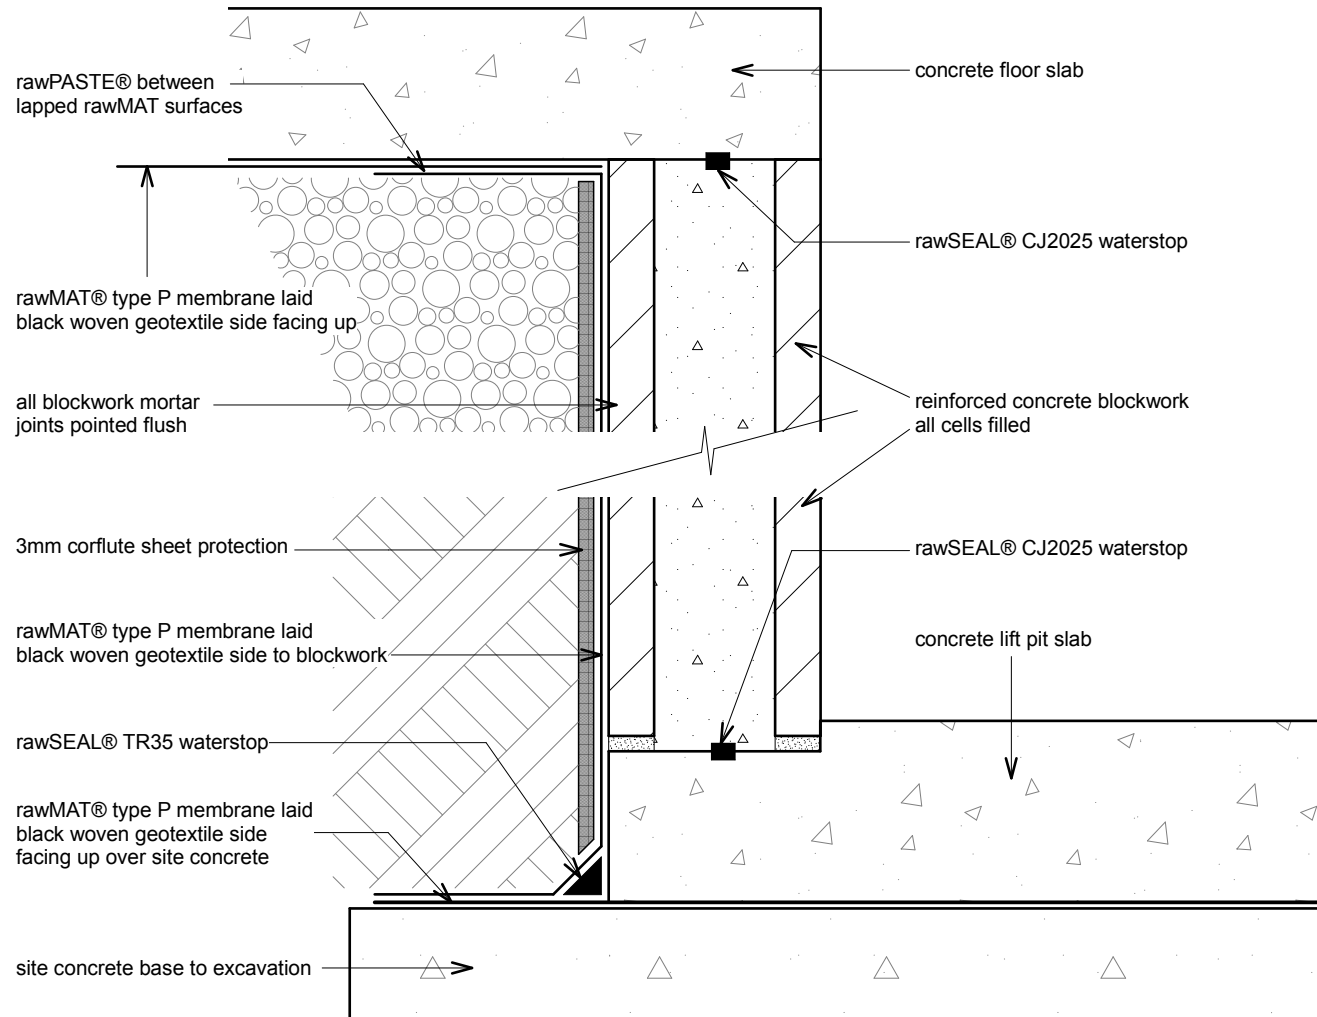 rawPASTE® between
lapped rawMAT surfaces
concrete floor slab
rawSEAL® CJ2025 waterstop
rawMAT® type P membrane laid
black woven geotextile side facing up
all blockwork mortar
joints pointed flush
reinforced concrete blockwork
all cells filled
3mm corflute sheet protection
rawSEAL® CJ2025 waterstop
rawMAT® type P membrane laid
black woven geotextile side to blockwork
concrete lift pit slab
rawSEAL® TR35 waterstop
rawMAT® type P membrane laid
black woven geotextile side
facing up over site concrete
site concrete base to excavation